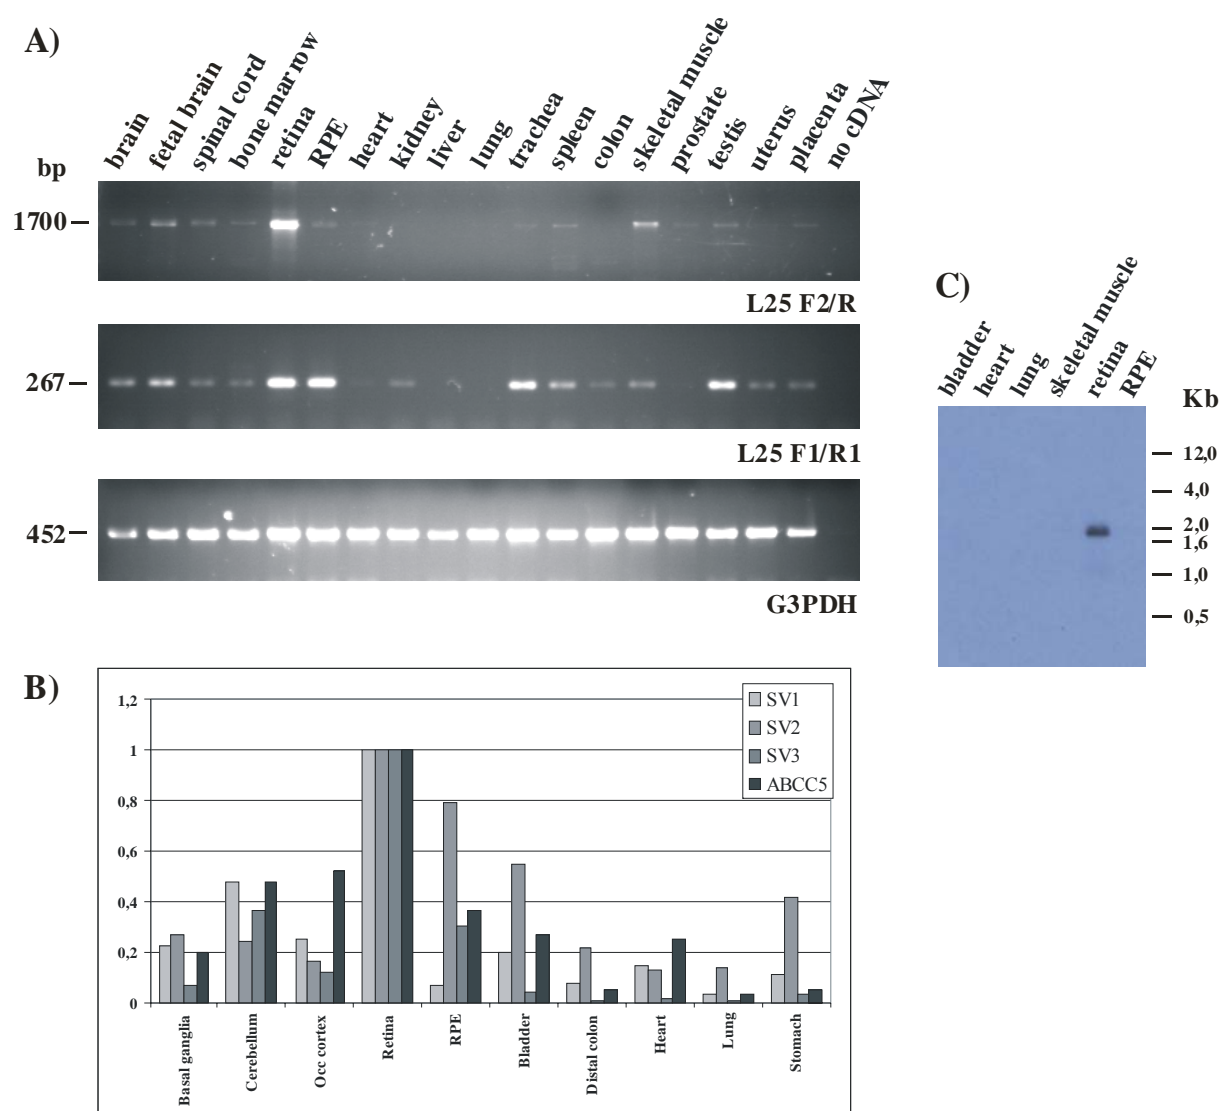 A)
brain
fetal brain
spinal cord
bone marrow
retina
RPE
heart
kidney
liver
lung
trachea
spleen
colon
skeletal muscle
prostate
testis
uterus
placenta
no cDNA
bp
1700
L25 F2/R
267
L25 F1/R1
452
G3PDH
C)
bladder
heart
lung
skeletal muscle
retina
RPE
Kb
12,0
4,0
2,0
1,6
1,0
0,5
B)
1,2
1
0,8
0,6
0,4
0,2
0
SV1
SV2
SV3
ABCC5
Basal ganglia
Cerebellum
Occ cortex
Retina
RPE
Bladder
Distal colon
Heart
Lung
Stomach